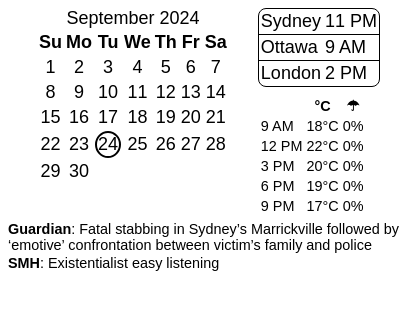 September 2024
Su Mo Tu We Th Fr Sa
1 2 3 4 5 6 7
8 9 10 11 12 13 14
15 16 17 18 19 20 21
22 23 24 25 26 27 28
29 30
Sydney 11 PM
Ottawa 9 AM
London 2 PM
°C ☂
9 AM 18°C 0%
12 PM 22°C 0%
3 PM 20°C 0%
6 PM 19°C 0%
9 PM 17°C 0%
Guardian: Fatal stabbing in Sydney’s Marrickville followed by
‘emotive’ confrontation between victim’s family and police
SMH: Existentialist easy listening